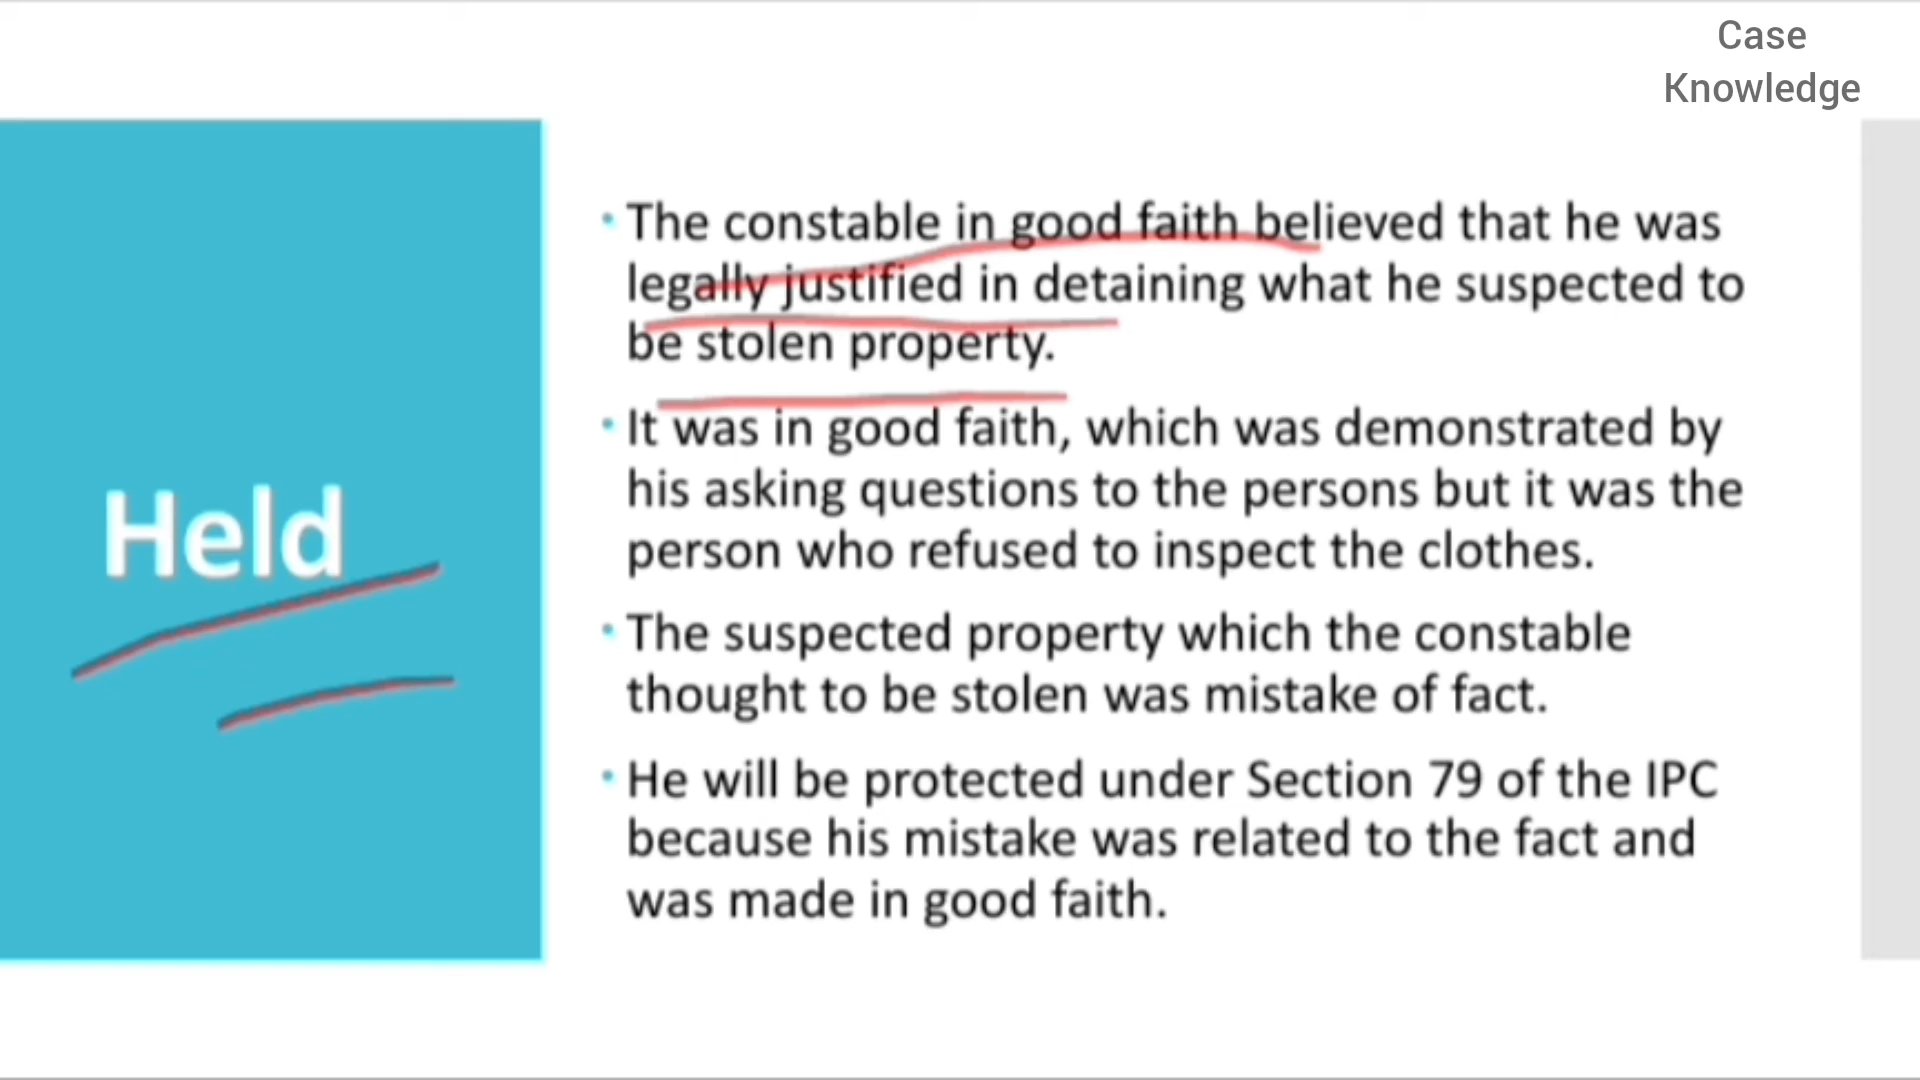 Case
Knowledge
Held
• The constable in good faith believed that he was
legally justified in detaining what he suspected to
be stolen property.
• It was in good faith, which was demonstrated by
his asking questions to the persons but it was the
person who refused to inspect the clothes.
• The suspected property which the constable
thought to be stolen was mistake of fact.
• He will be protected under Section 79 of the IPC
because his mistake was related to the fact and
was made in good faith.